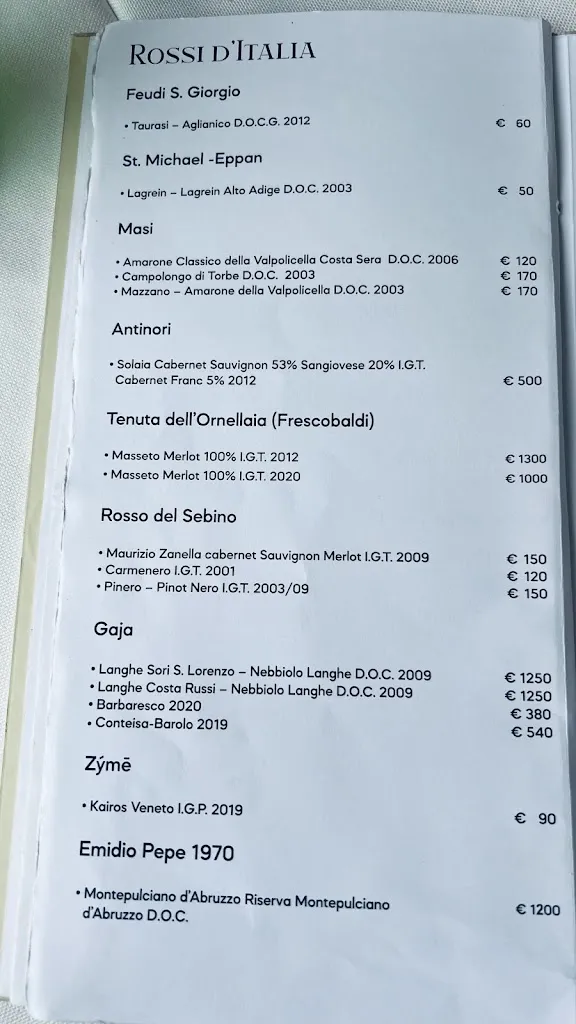 ROSSI D'ITALIA
Feudi S. Giorgio
• Taurasi – Aglianico D.O.C.G. 2012 € 60
St. Michael -Eppan
• Lagrein – Lagrein Alto Adige D.O.C. 2003 € 50
Masi
• Amarone Classico della Valpolicella Costa Sera D.O.C. 2006 € 120
• Campolongo di Torbe D.O.C. 2003 € 170
• Mazzano – Amarone della Valpolicella D.O.C. 2003 € 170
Antinori
• Solaia Cabernet Sauvignon 53% Sangiovese 20% I.G.T.
Cabernet Franc 5% 2012 € 500
Tenuta dell'Ornellaia (Frescobaldi)
• Masseto Merlot 100% I.G.T. 2012 € 1300
• Masseto Merlot 100% I.G.T. 2020 € 1000
Rosso del Sebino
• Maurizio Zanella cabernet Sauvignon Merlot I.G.T. 2009 € 150
• Carmenero I.G.T. 2001 € 120
• Pinero – Pinot Nero I.G.T. 2003/09 € 150
Gaja
• Langhe Sori S. Lorenzo – Nebbiolo Langhe D.O.C. 2009 € 1250
• Langhe Costa Russi – Nebbiolo Langhe D.O.C. 2009 € 1250
• Barbaresco 2020 € 380
• Conteisa-Barolo 2019 € 540
Zýmē
• Kairos Veneto I.G.P. 2019 € 90
Emidio Pepe 1970
• Montepulciano d'Abruzzo Riserva Montepulciano
d'Abruzzo D.O.C. € 1200